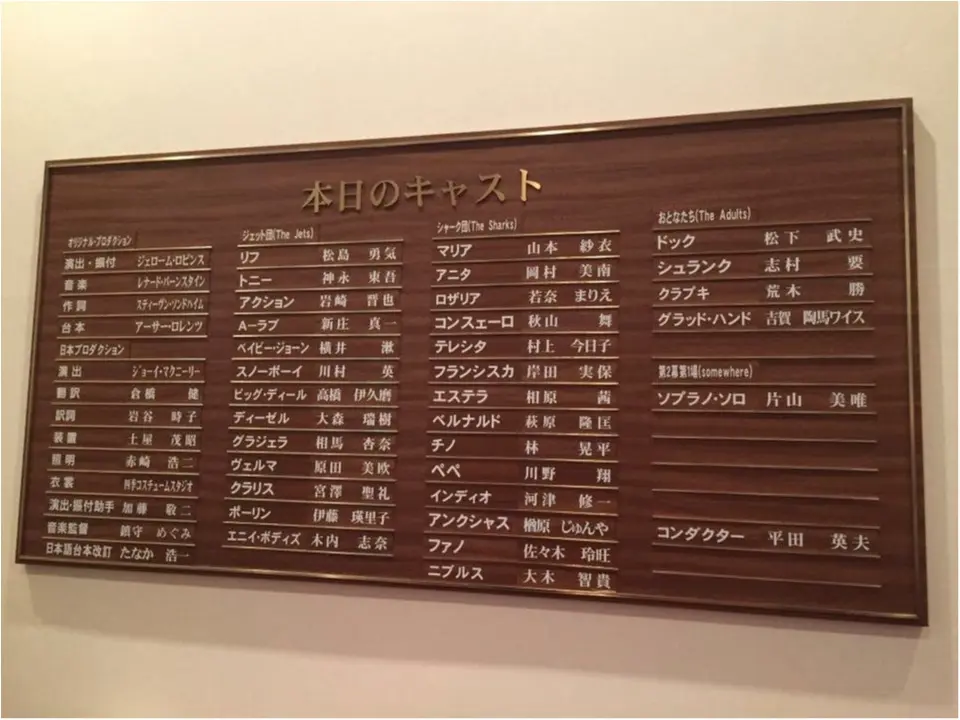 本日のキャスト
オリジナル・プロダクション
演出・振付 ジェローム・ロビンス
音楽 レナード・バーンスタイン
作詞 スティーヴン・ソンドハイム
台本 アーサー・ロレンツ
日本プロダクション
演出 ジョーイ・マクニーリー
翻訳 倉橋 健
訳詞 岩谷 時子
装置 土屋 茂昭
照明 赤崎 浩二
衣裳 四季コスチュームスタジオ
演出・振付助手 加藤 敬二
音楽監督 鎮守 めぐみ
日本語台本改訂 たなか 浩一
ジェット団(The Jets)
リフ 松島 勇気
トニー 神永 東吾
アクション 岩崎 晋也
A-ラブ 新庄 真一
ベイビー・ジョーン 横井 漱
スノーボーイ 川村 英
ビッグ・ディール 高橋 伊久磨
ディーゼル 大森 瑞樹
グラジェラ 相馬 杏奈
ヴェルマ 原田 美欧
クラリス 宮澤 聖礼
ポーリン 伊藤 瑛里子
エニイ・ボディズ 木内 志奈
シャーク団(The Sharks)
マリア 山本 紗衣
アニタ 岡村 美南
ロザリア 若奈 まりえ
コンスェーロ 秋山 舞
テレシタ 村上 今日子
フランシスカ 岸田 実保
エステラ 相原 茜
ベルナルド 萩原 隆匡
チノ 林 晃平
ペペ 川野 翔
インディオ 河津 修一
アンクシャス 楢原 じゅんや
ファノ 佐々木 玲旺
ニブルス 大木 智貴
おとなたち(The Adults)
ドック 松下 武史
シュランク 志村 要
クラプキ 荒木 勝
グラッド・ハンド 吉賀 陶馬ワイス
第2幕第1場(somewhere)
ソプラノ・ソロ 片山 美唯
コンダクター 平田 英夫